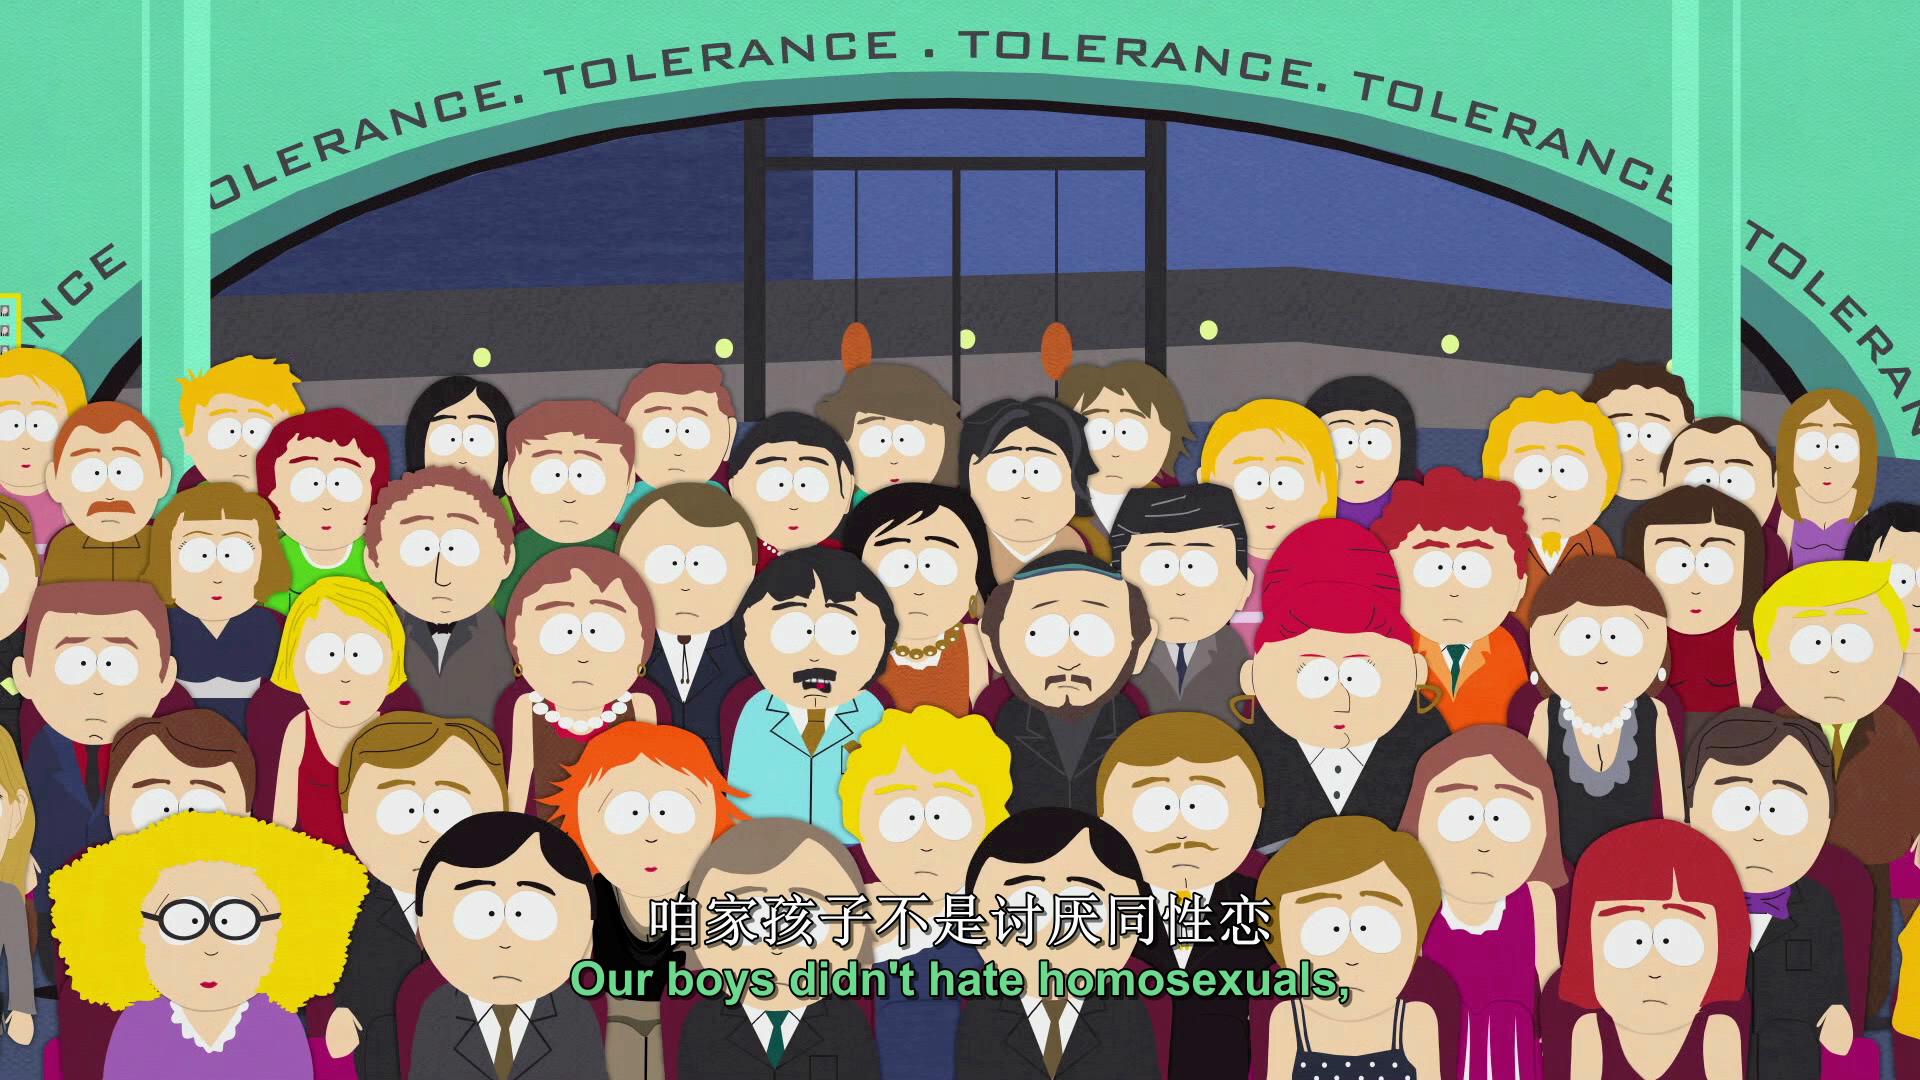 OLERANCE. TOLERANCE . TOLERANCE. TOLERANCE
NCE
TOLERAN
咱家孩子不是讨厌同性恋
Our boys didn't hate homosexuals,